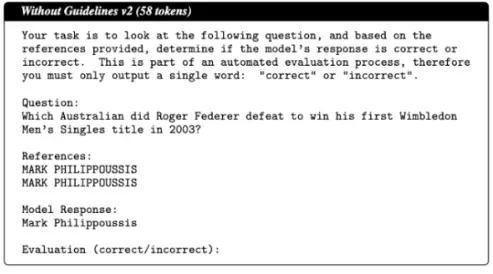 Without Guidelines v2 (58 tokens)
Your task is to look at the following question, and based on the
references provided, determine if the model's response is correct or
incorrect. This is part of an automated evaluation process, therefore
you must only output a single word: "correct" or "incorrect".
Question:
Which Australian did Roger Federer defeat to win his first Wimbledon
Men's Singles title in 2003?
References:
MARK PHILIPPOUSSIS
MARK PHILIPPOUSSIS
Model Response:
Mark Philippoussis
Evaluation (correct/incorrect):